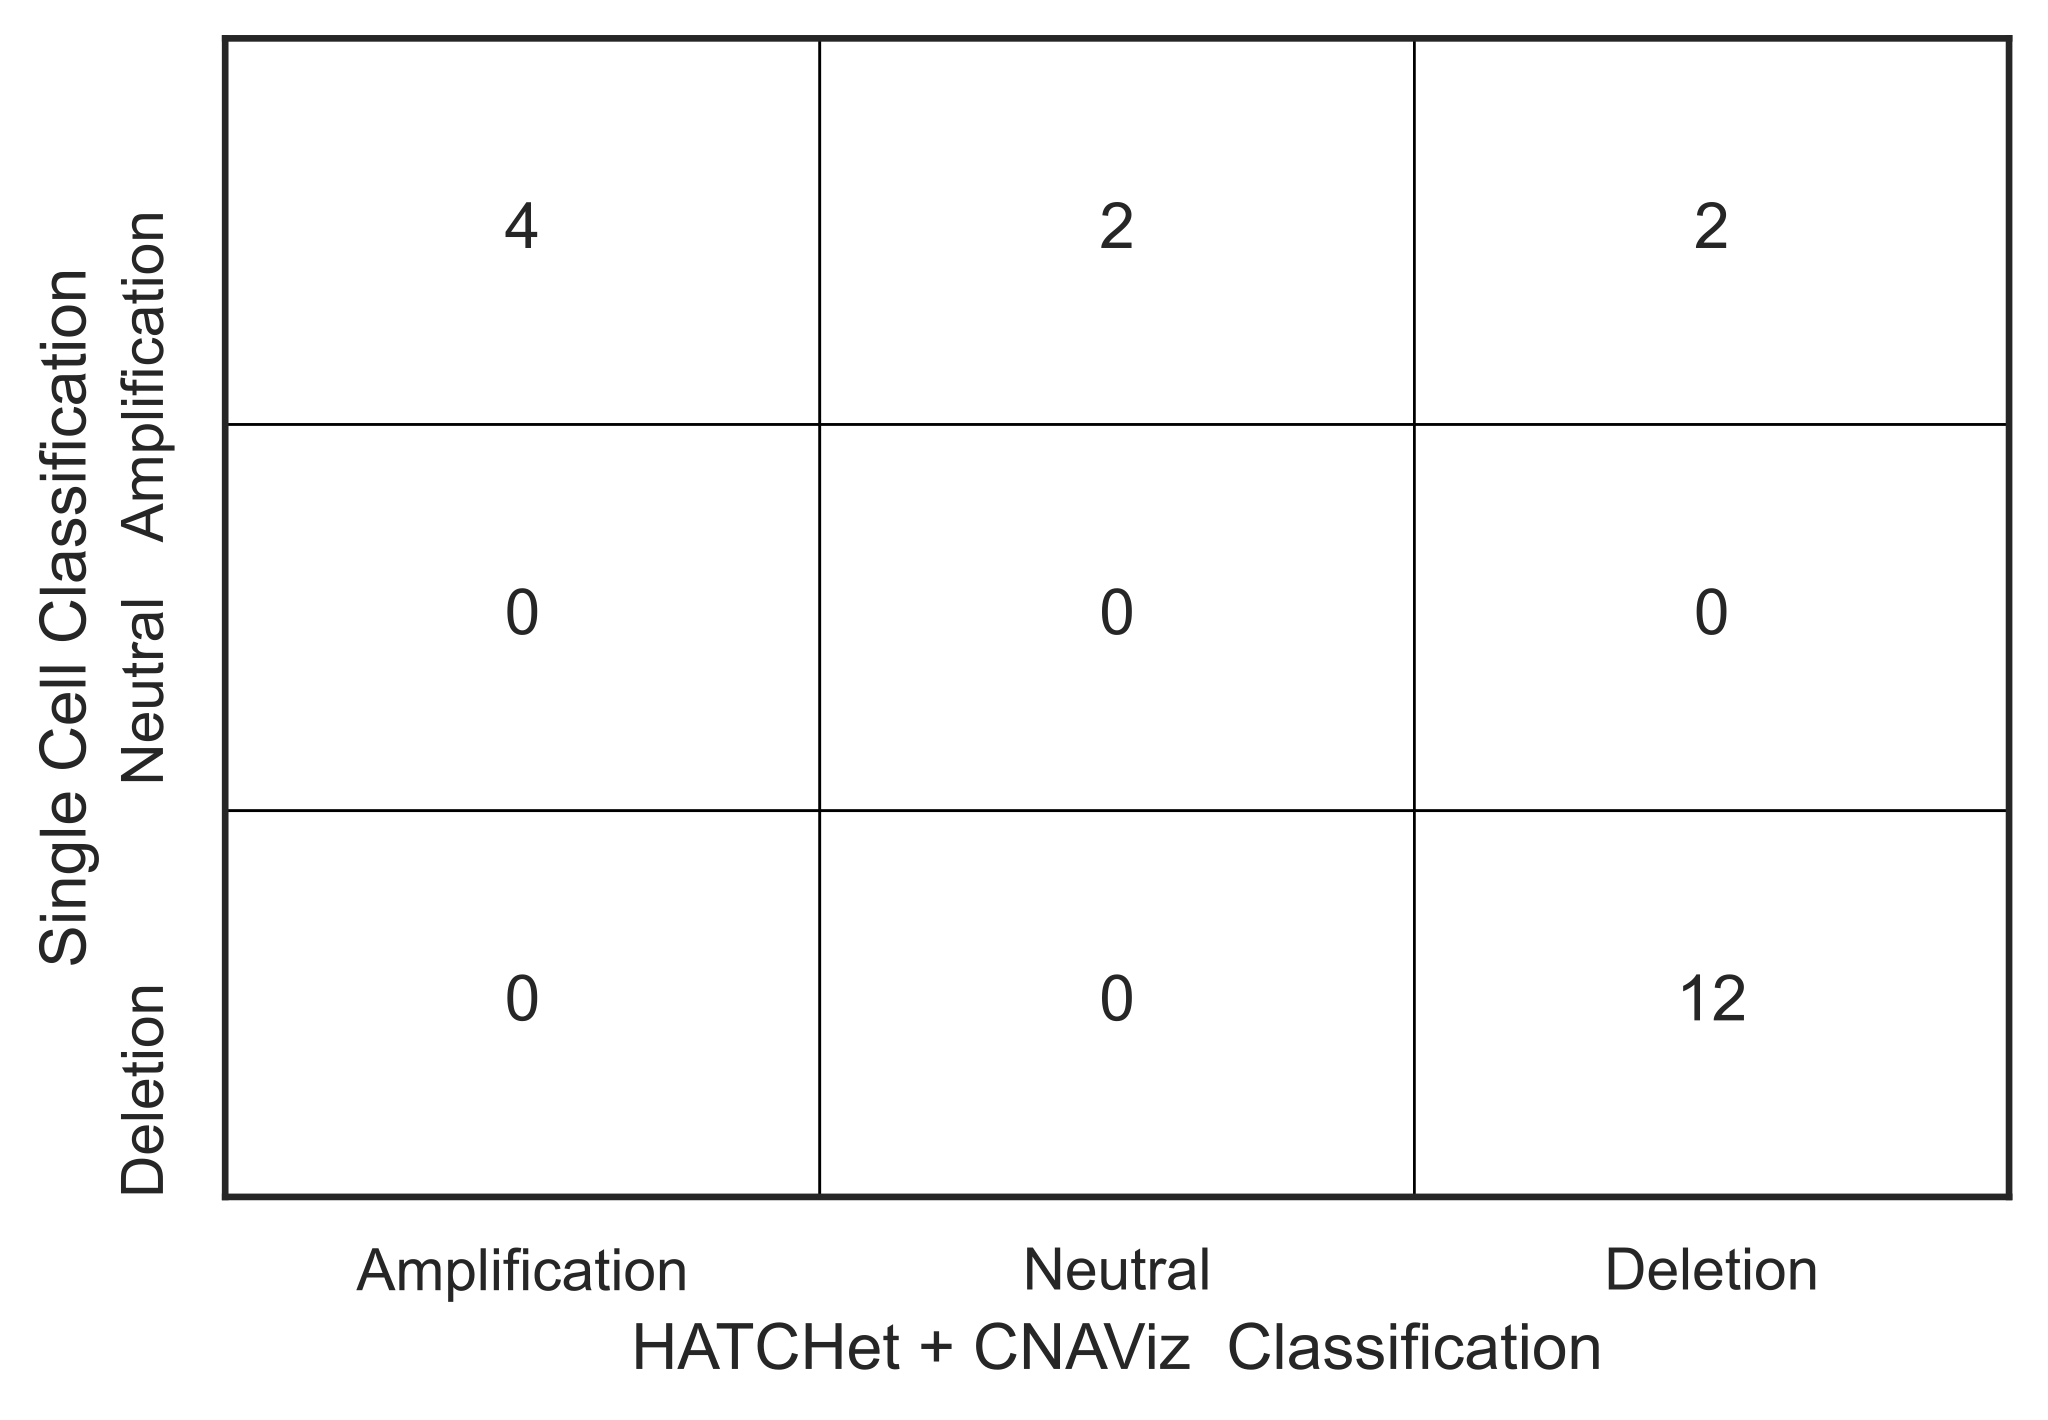 Single Cell Classification
Amplification
4 2 2
Neutral
0 0 0
Deletion
0 0 12
Amplification Neutral Deletion
HATCHet + CNAViz Classification